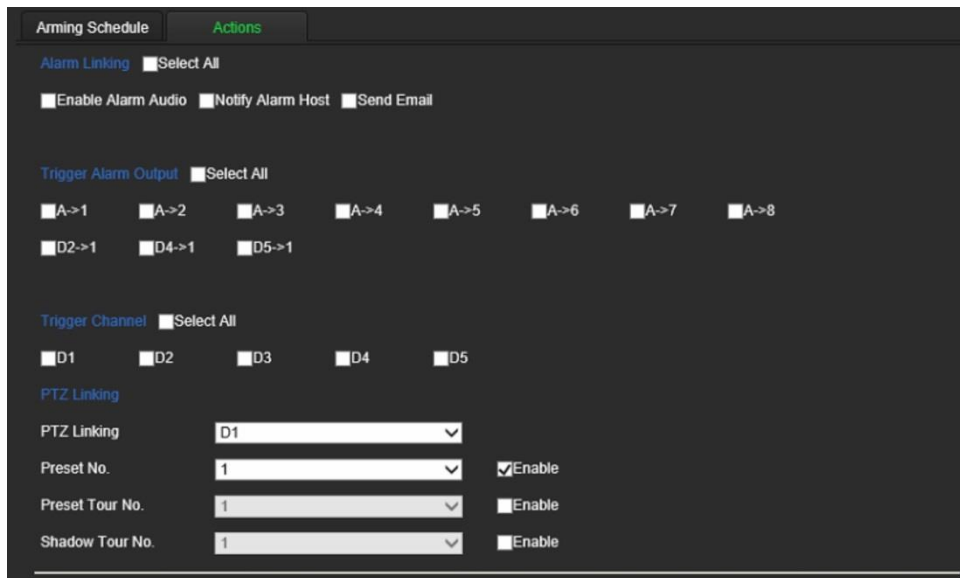 Arming Schedule Actions
Alarm Linking Select All
Enable Alarm Audio Notify Alarm Host Send Email
Trigger Alarm Output Select All
A->1 A->2 A->3 A->4 A->5 A->6 A->7 A->8
D2->1 D4->1 D5->1
Trigger Channel Select All
D1 D2 D3 D4 D5
PTZ Linking
PTZ Linking D1
Preset No. 1 Enable
Preset Tour No. 1 Enable
Shadow Tour No. 1 Enable